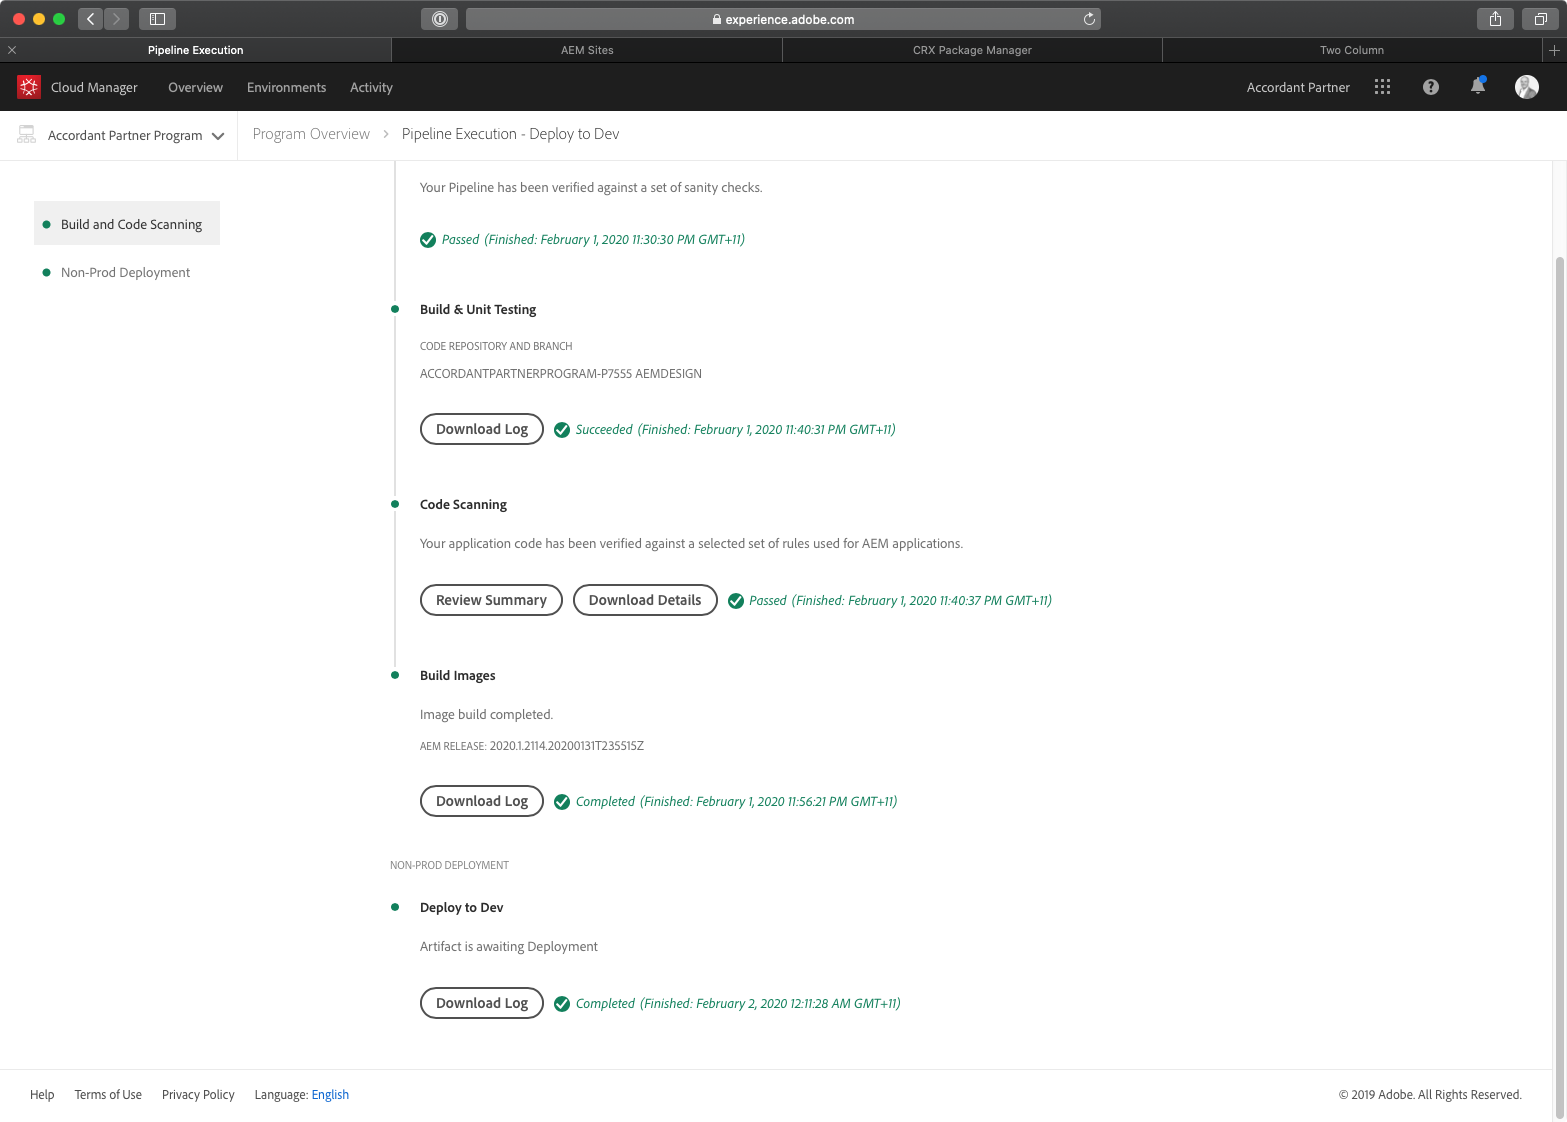 experience.adobe.com
Pipeline Execution
AEM Sites
CRX Package Manager
Two Column
Cloud Manager
Overview
Environments
Activity
Accordant Partner
Accordant Partner Program
Program Overview > Pipeline Execution - Deploy to Dev
Build and Code Scanning
Non-Prod Deployment
Your Pipeline has been verified against a set of sanity checks.
Passed (Finished: February 1, 2020 11:30:30 PM GMT+11)
Build & Unit Testing
CODE REPOSITORY AND BRANCH
ACCORDANTPARTNERPROGRAM-P7555 AEMDESIGN
Download Log
Succeeded (Finished: February 1, 2020 11:40:31 PM GMT+11)
Code Scanning
Your application code has been verified against a selected set of rules used for AEM applications.
Review Summary
Download Details
Passed (Finished: February 1, 2020 11:40:37 PM GMT+11)
Build Images
Image build completed.
AEM RELEASE: 2020.1.2114.20200131T235515Z
Download Log
Completed (Finished: February 1, 2020 11:56:21 PM GMT+11)
NON-PROD DEPLOYMENT
Deploy to Dev
Artifact is awaiting Deployment
Download Log
Completed (Finished: February 2, 2020 12:11:28 AM GMT+11)
Help
Terms of Use
Privacy Policy
Language: English
© 2019 Adobe. All Rights Reserved.